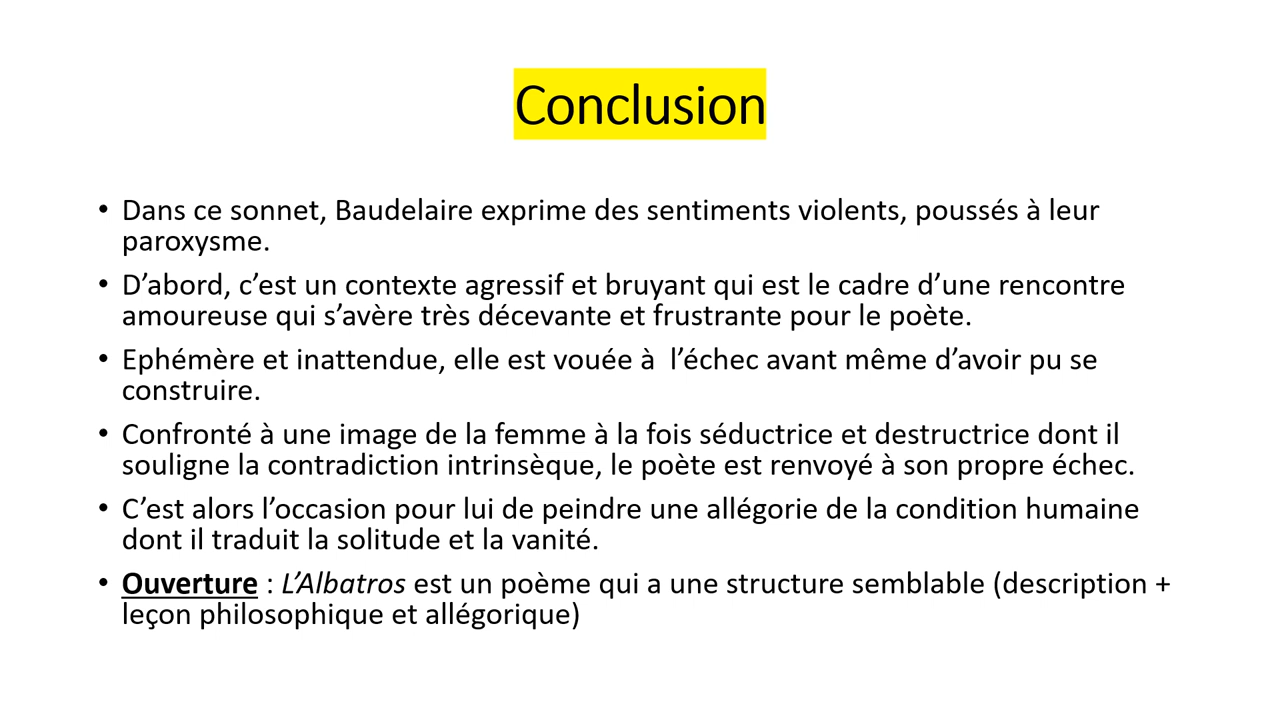 Conclusion
• Dans ce sonnet, Baudelaire exprime des sentiments violents, poussés à leur
paroxysme.
• D’abord, c’est un contexte agressif et bruyant qui est le cadre d’une rencontre
amoureuse qui s’avère très décevante et frustrante pour le poète.
• Ephémère et inattendue, elle est vouée à  l’échec avant même d’avoir pu se
construire.
• Confronté à une image de la femme à la fois séductrice et destructrice dont il
souligne la contradiction intrinsèque, le poète est renvoyé à son propre échec.
• C’est alors l’occasion pour lui de peindre une allégorie de la condition humaine
dont il traduit la solitude et la vanité.
• Ouverture : L’Albatros est un poème qui a une structure semblable (description +
leçon philosophique et allégorique)